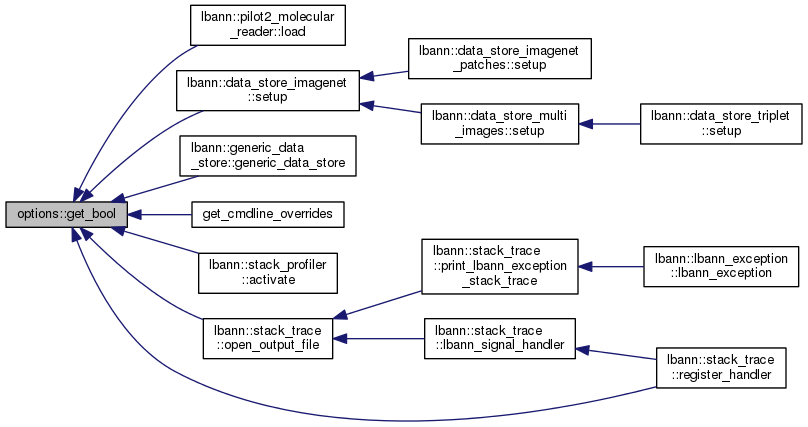 lbann::pilot2_molecular
_reader::load
lbann::data_store_imagenet
_patches::setup
lbann::data_store_imagenet
::setup
lbann::data_store_multi
_images::setup
lbann::data_store_triplet
::setup
lbann::generic_data
_store::generic_data_store
options::get_bool
get_cmdline_overrides
lbann::stack_profiler
::activate
lbann::stack_trace
::print_lbann_exception
_stack_trace
lbann::lbann_exception
::lbann_exception
lbann::stack_trace
::open_output_file
lbann::stack_trace
::lbann_signal_handler
lbann::stack_trace
::register_handler